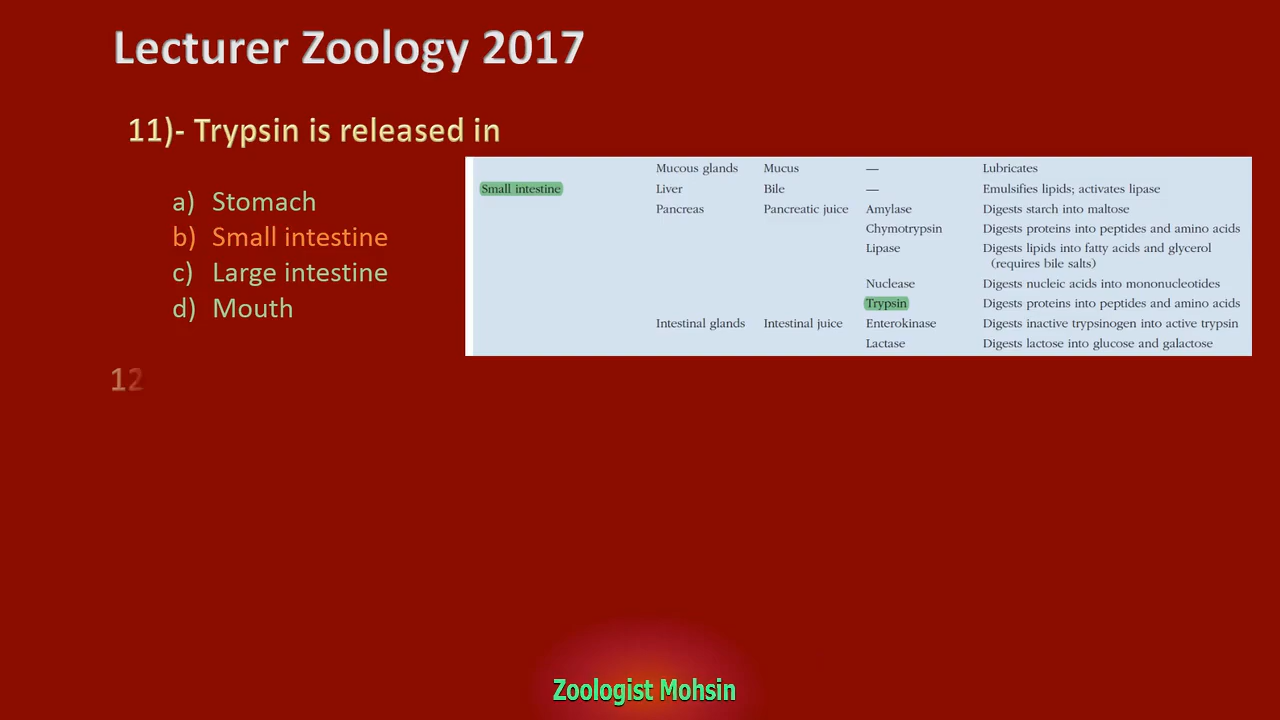 Lecturer Zoology 2017
11)- Trypsin is released in
a) Stomach
b) Small intestine
c) Large intestine
d) Mouth
Mucous glands Mucus — Lubricates
Small intestine Liver Bile — Emulsifies lipids; activates lipase
Pancreas Pancreatic juice Amylase Digests starch into maltose
Chymotrypsin Digests proteins into peptides and amino acids
Lipase Digests lipids into fatty acids and glycerol
(requires bile salts)
Nuclease Digests nucleic acids into mononucleotides
Trypsin Digests proteins into peptides and amino acids
Intestinal glands Intestinal juice Enterokinase Digests inactive trypsinogen into active trypsin
Lactase Digests lactose into glucose and galactose
12
Zoologist Mohsin